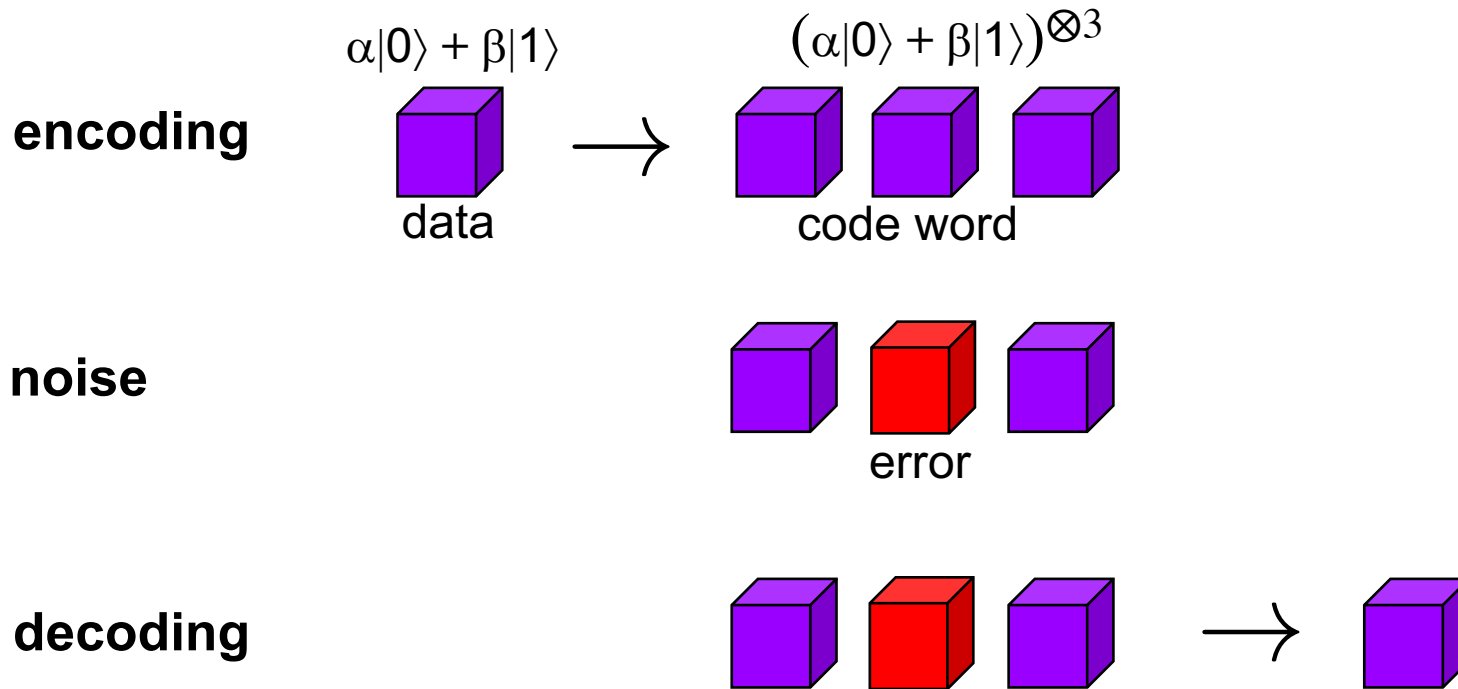 α|0⟩ + β|1⟩
(α|0⟩ + β|1⟩)⊗3
encoding
data
code word
noise
error
decoding